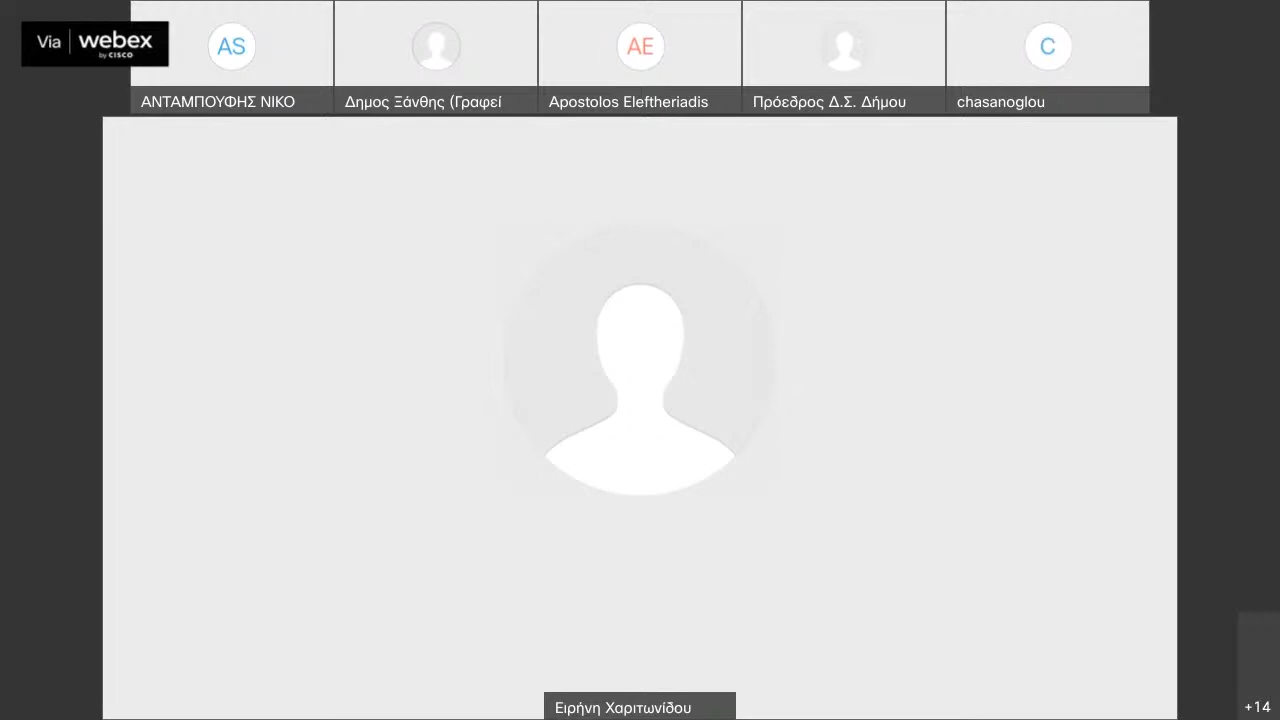 Via webex
by CISCO
AS
AE
C
ΑΝΤΑΜΠΟΥΦΗΣ ΝΙΚΟ
Δημος Ξάνθης (Γραφεί
Apostolos Eleftheriadis
Πρόεδρος Δ.Σ. Δήμου
chasanoglou
Ειρήνη Χαριτωνίδου
+14